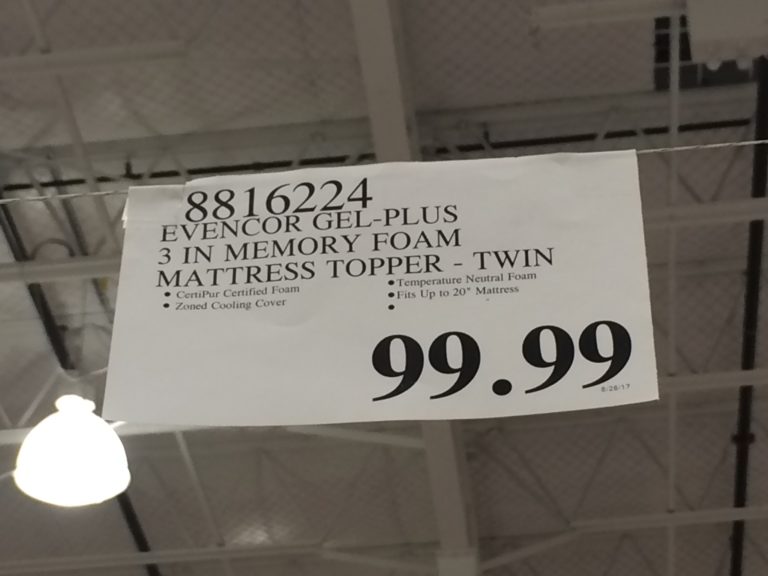 8816224
EVENCOR GEL-PLUS
3 IN MEMORY FOAM
MATTRESS TOPPER - TWIN
• CertiPur Certified Foam
• Zoned Cooling Cover
• Temperature Neutral Foam
• Fits Up to 20" Mattress
•
99.99
8/28/17